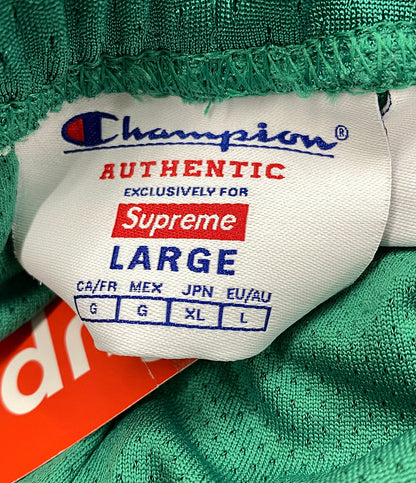 Champion®
AUTHENTIC
EXCLUSIVELY FOR
Supreme
LARGE
CA/FR MEX JPN EU/AU
G G XL L